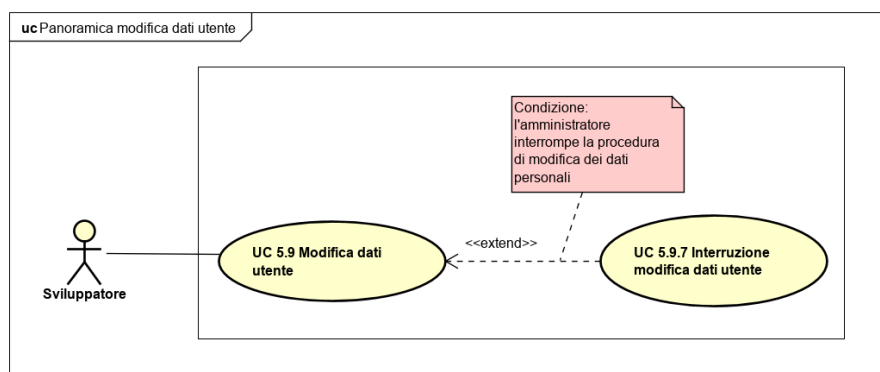 uc Panoramica modifica dati utente
Condizione:
l'amministratore
interrompe la procedura
di modifica dei dati
personali
<<extend>>
UC 5.9 Modifica dati
utente
UC 5.9.7 Interruzione
modifica dati utente
Sviluppatore